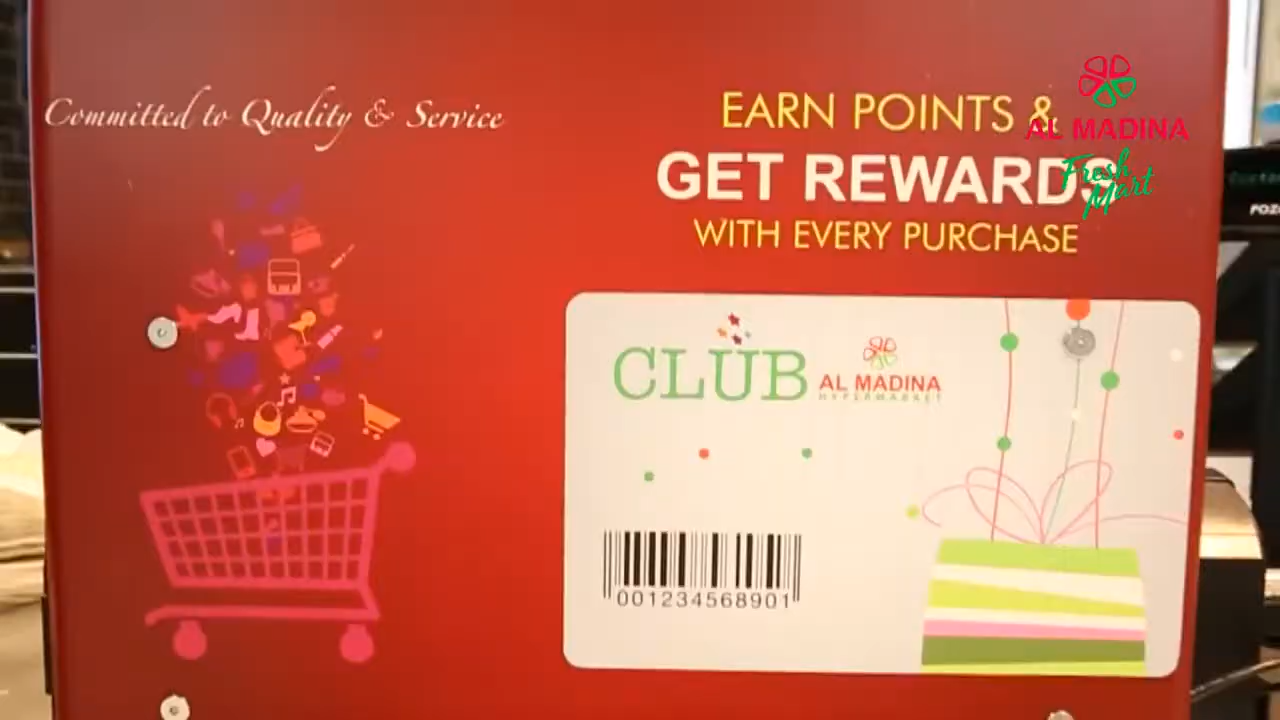 Committed to Quality & Service
EARN POINTS &
GET REWARDS
WITH EVERY PURCHASE
AL MADINA
Fresh
Mart
CLUB
AL MADINA
HYPERMARKET
001234568901